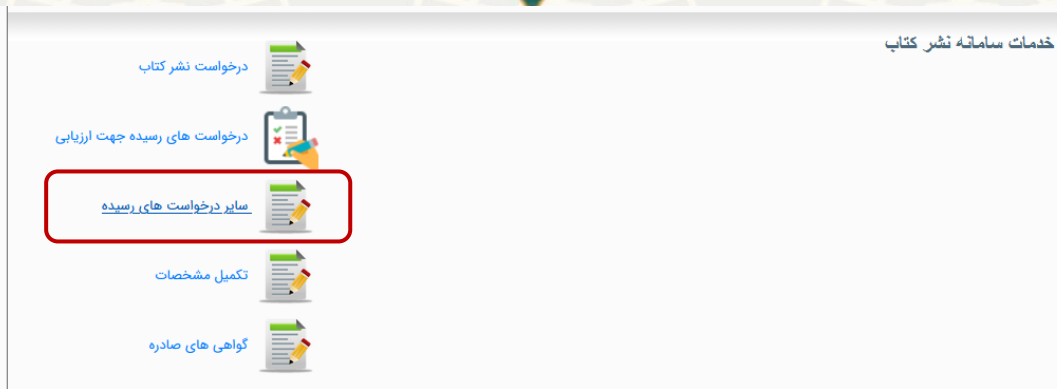 خدمات سامانه نشر کتاب
درخواست نشر کتاب
درخواست های رسیده جهت ارزیابی
سایر درخواست های رسیده
تکمیل مشخصات
گواهی های صادره